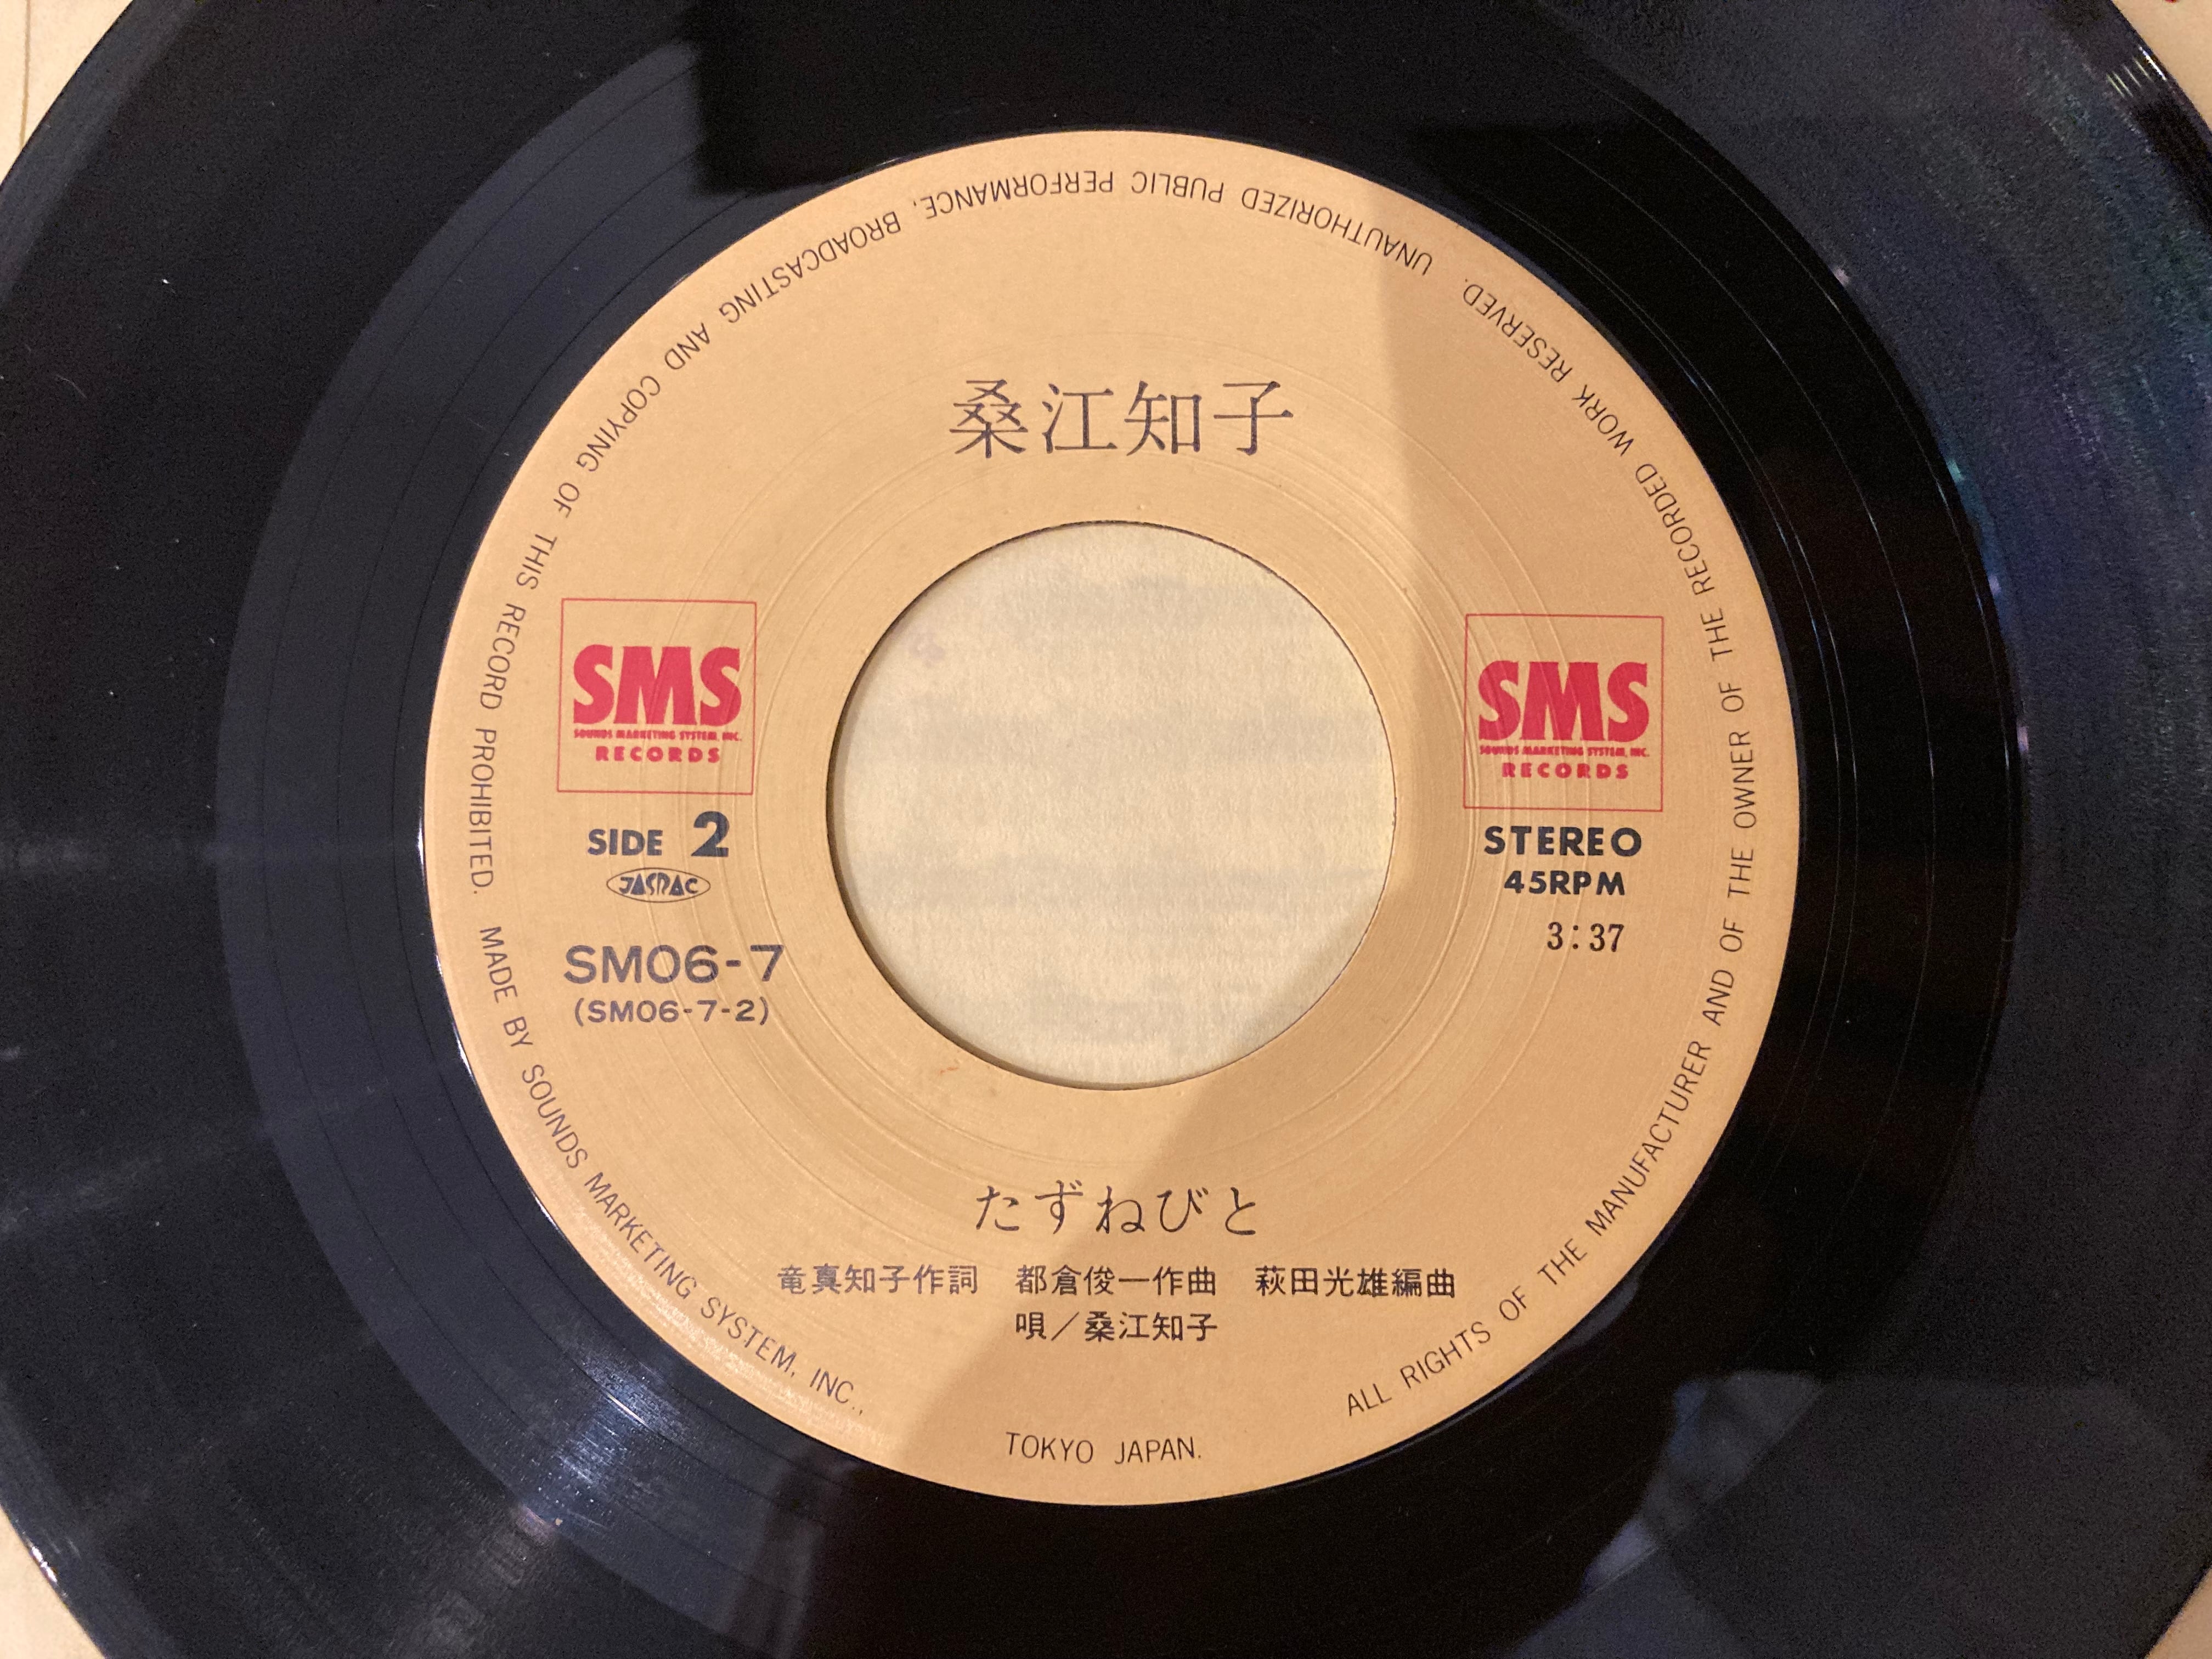 桑江知子
SMS
SOUNDS MARKETING SYSTEM, INC.
RECORDS
SIDE 2
JASRAC
SM06-7
(SM06-7-2)
SMS
SOUNDS MARKETING SYSTEM, INC.
RECORDS
STEREO
45RPM
3:37
たずねびと
竜真知子作詞 都倉俊一作曲 萩田光雄編曲
唄／桑江知子
ALL RIGHTS OF THE MANUFACTURER AND OF THE OWNER OF THE RECORDED WORK RESERVED. UNAUTHORIZED PUBLIC PERFORMANCE, BROADCASTING AND COPYING OF THIS RECORD PROHIBITED. MADE BY SOUNDS MARKETING SYSTEM, INC., TOKYO JAPAN.